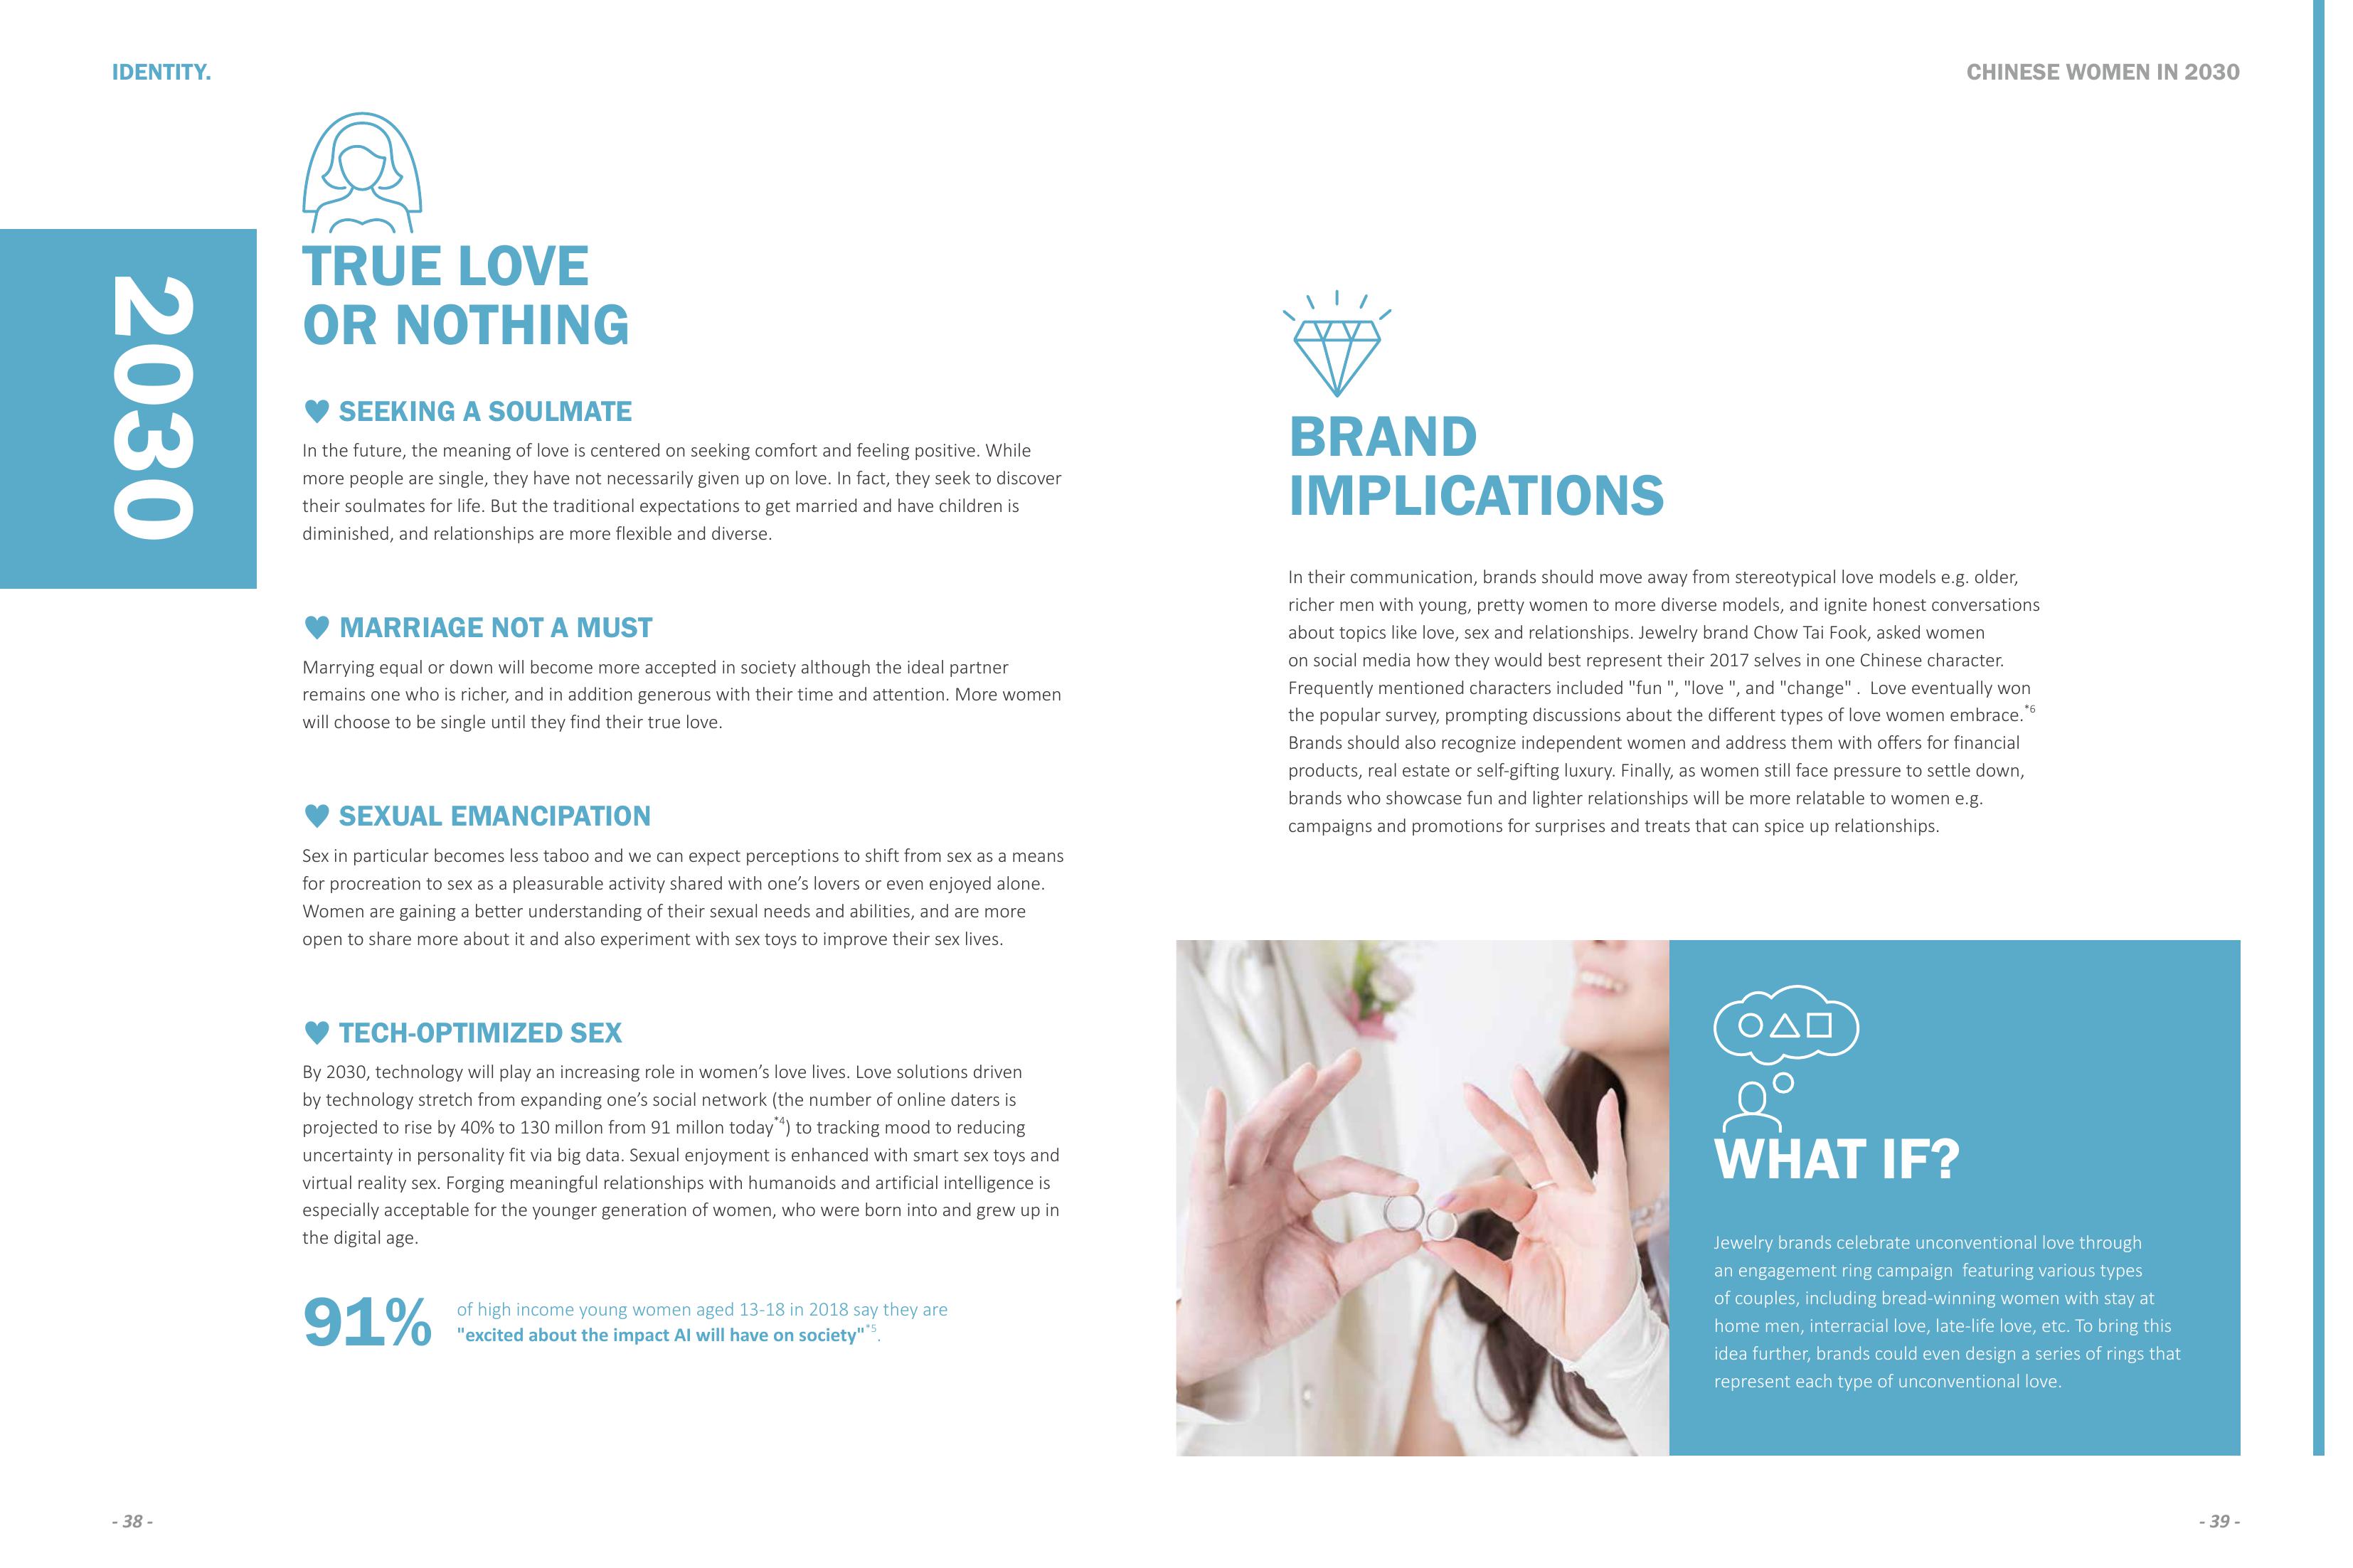 IDENTITY.
CHINESE WOMEN IN 2030
2030
TRUE LOVE
OR NOTHING
SEEKING A SOULMATE
In the future, the meaning of love is centered on seeking comfort and feeling positive. While
more people are single, they have not necessarily given up on love. In fact, they seek to discover
their soulmates for life. But the traditional expectations to get married and have children is
diminished, and relationships are more flexible and diverse.
MARRIAGE NOT A MUST
Marrying equal or down will become more accepted in society although the ideal partner
remains one who is richer, and in addition generous with their time and attention. More women
will choose to be single until they find their true love.
SEXUAL EMANCIPATION
Sex in particular becomes less taboo and we can expect perceptions to shift from sex as a means
for procreation to sex as a pleasurable activity shared with one's lovers or even enjoyed alone.
Women are gaining a better understanding of their sexual needs and abilities, and are more
open to share more about it and also experiment with sex toys to improve their sex lives.
TECH-OPTIMIZED SEX
By 2030, technology will play an increasing role in women's love lives. Love solutions driven
by technology stretch from expanding one's social network (the number of online daters is
projected to rise by 40% to 130 millon from 91 millon today*4) to tracking mood to reducing
uncertainty in personality fit via big data. Sexual enjoyment is enhanced with smart sex toys and
virtual reality sex. Forging meaningful relationships with humanoids and artificial intelligence is
especially acceptable for the younger generation of women, who were born into and grew up in
the digital age.
91%
of high income young women aged 13-18 in 2018 say they are
"excited about the impact AI will have on society"*5.
BRAND
IMPLICATIONS
In their communication, brands should move away from stereotypical love models e.g. older,
richer men with young, pretty women to more diverse models, and ignite honest conversations
about topics like love, sex and relationships. Jewelry brand Chow Tai Fook, asked women
on social media how they would best represent their 2017 selves in one Chinese character.
Frequently mentioned characters included "fun ", "love ", and "change" .  Love eventually won
the popular survey, prompting discussions about the different types of love women embrace.*6
Brands should also recognize independent women and address them with offers for financial
products, real estate or self-gifting luxury. Finally, as women still face pressure to settle down,
brands who showcase fun and lighter relationships will be more relatable to women e.g.
campaigns and promotions for surprises and treats that can spice up relationships.
WHAT IF?
Jewelry brands celebrate unconventional love through
an engagement ring campaign  featuring various types
of couples, including bread-winning women with stay at
home men, interracial love, late-life love, etc. To bring this
idea further, brands could even design a series of rings that
represent each type of unconventional love.
- 38 -
- 39 -